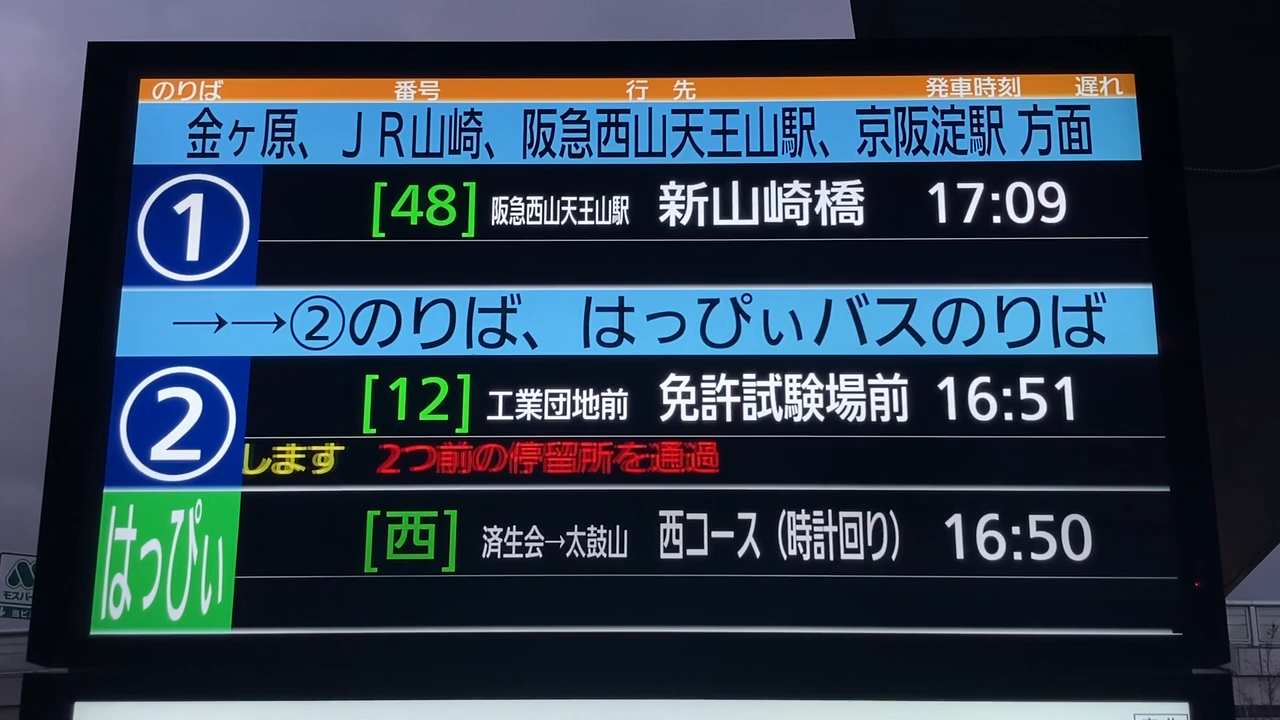 のりば 番号 行 先 発車時刻 遅れ
金ヶ原、JR山崎、阪急西山天王山駅、京阪淀駅 方面
① [48] 阪急西山天王山駅 新山崎橋 17:09
→→②のりば、はっぴぃバスのりば
② [12] 工業団地前 免許試験場前 16:51
します 2つ前の停留所を通過
はっぴぃ [西] 済生会→太鼓山 西コース(時計回り) 16:50
モスバ